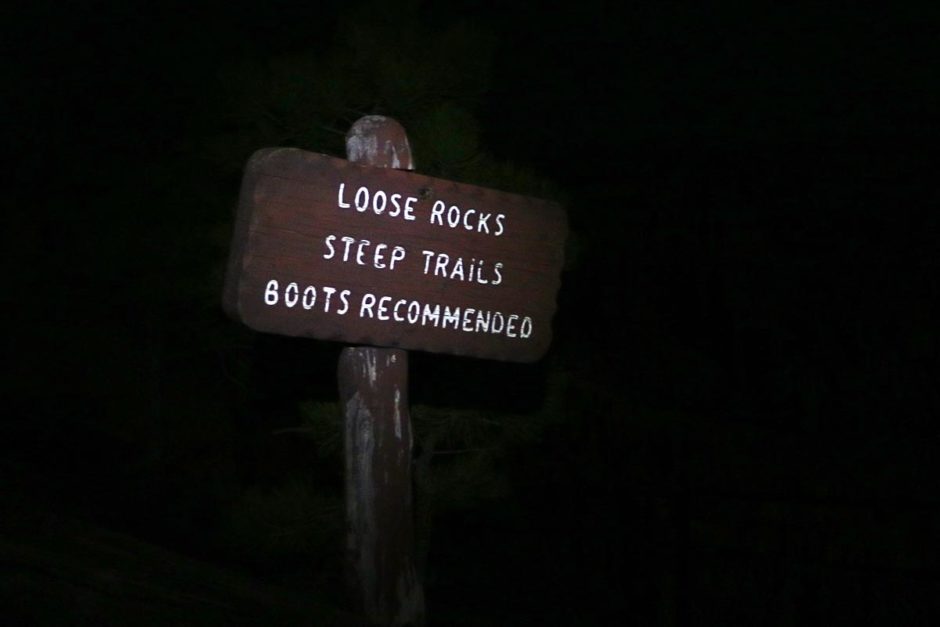 LOOSE ROCKS
STEEP TRAILS
BOOTS RECOMMENDED